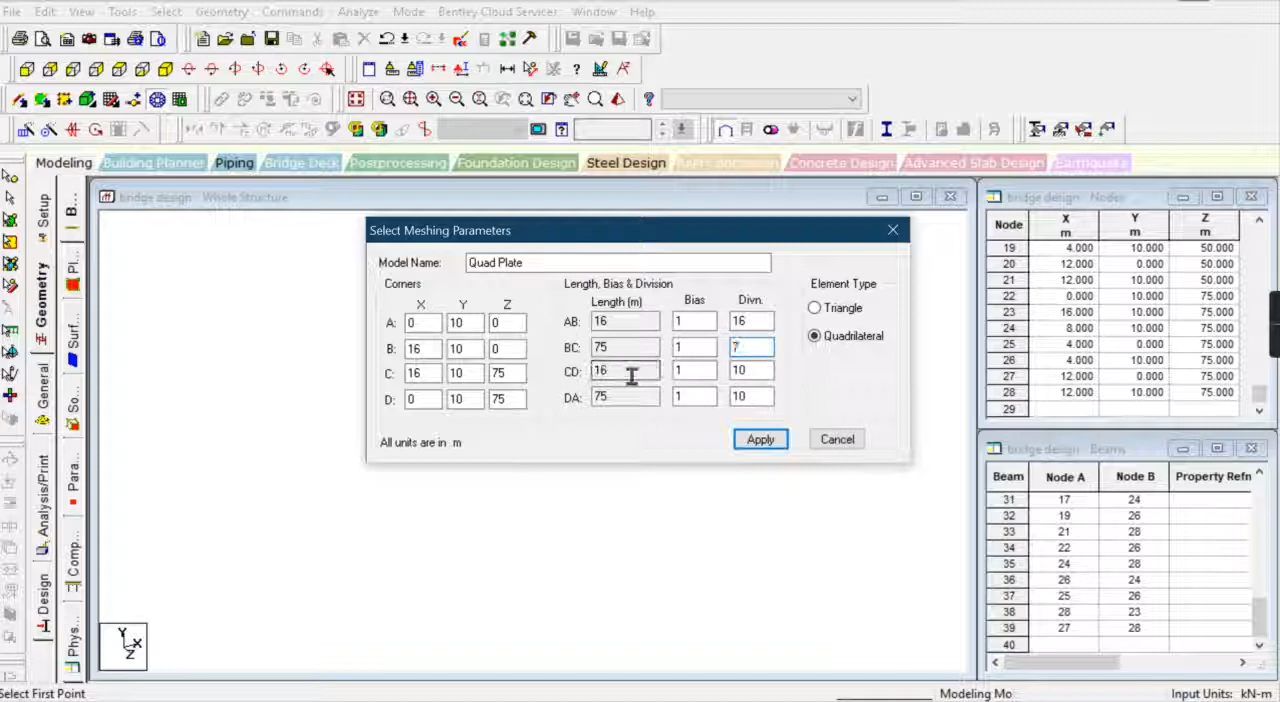 File Edit View Tools Select Geometry Commands Analyze Mode Bentley Cloud Services Window Help
Modeling Building Planner Piping Bridge Deck Postprocessing Foundation Design Steel Design Concrete Design Advanced Slab Design Earthquake
Setup
Geometry
General
Analysis/Print
Design
B...
Pl...
Surf...
So...
Para...
Comp...
Phys...
bridge design - Whole Structure
Select Meshing Parameters
Model Name: Quad Plate
Corners
X Y Z
A: 0 10 0
B: 16 10 0
C: 16 10 75
D: 0 10 75
Length, Bias & Division
Length (m) Bias Divn.
AB: 16 1 16
BC: 75 1 7
CD: 16 1 10
DA: 75 1 10
Element Type
Triangle
Quadrilateral
All units are in m
Apply Cancel
Y
X
Z
bridge design - Nodes
Node X m Y m Z m
19 4.000 10.000 50.000
20 12.000 0.000 50.000
21 12.000 10.000 50.000
22 0.000 10.000 75.000
23 16.000 10.000 75.000
24 8.000 10.000 75.000
25 4.000 0.000 75.000
26 4.000 10.000 75.000
27 12.000 0.000 75.000
28 12.000 10.000 75.000
29
bridge design - Beams
Beam Node A Node B Property Refn
31 17 24
32 19 26
33 21 28
34 22 26
35 24 28
36 26 24
37 25 26
38 28 23
39 27 28
40
Select First Point
Modeling Mo
Input Units: kN-m